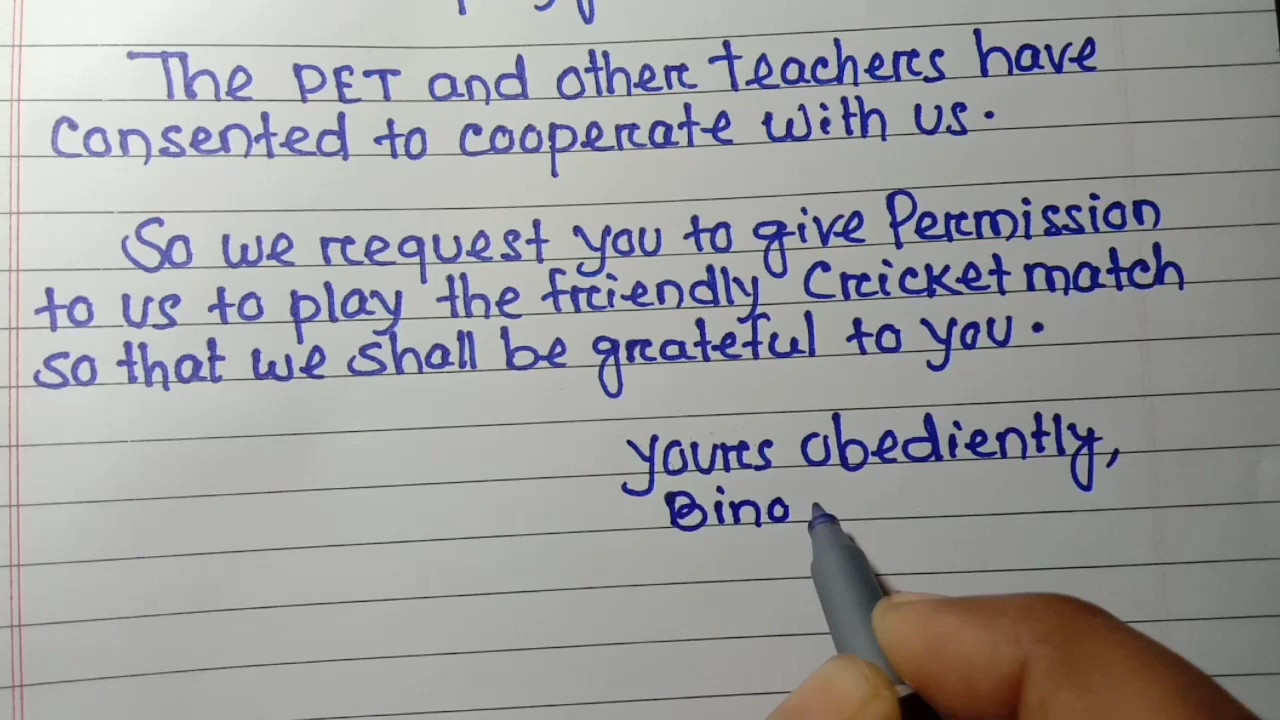 The PET and other teachers have
consented to cooperate with us.
So we request you to give Permission
to us to play the friendly Cricket match
so that we shall be grateful to you.
yours obediently,
Bino